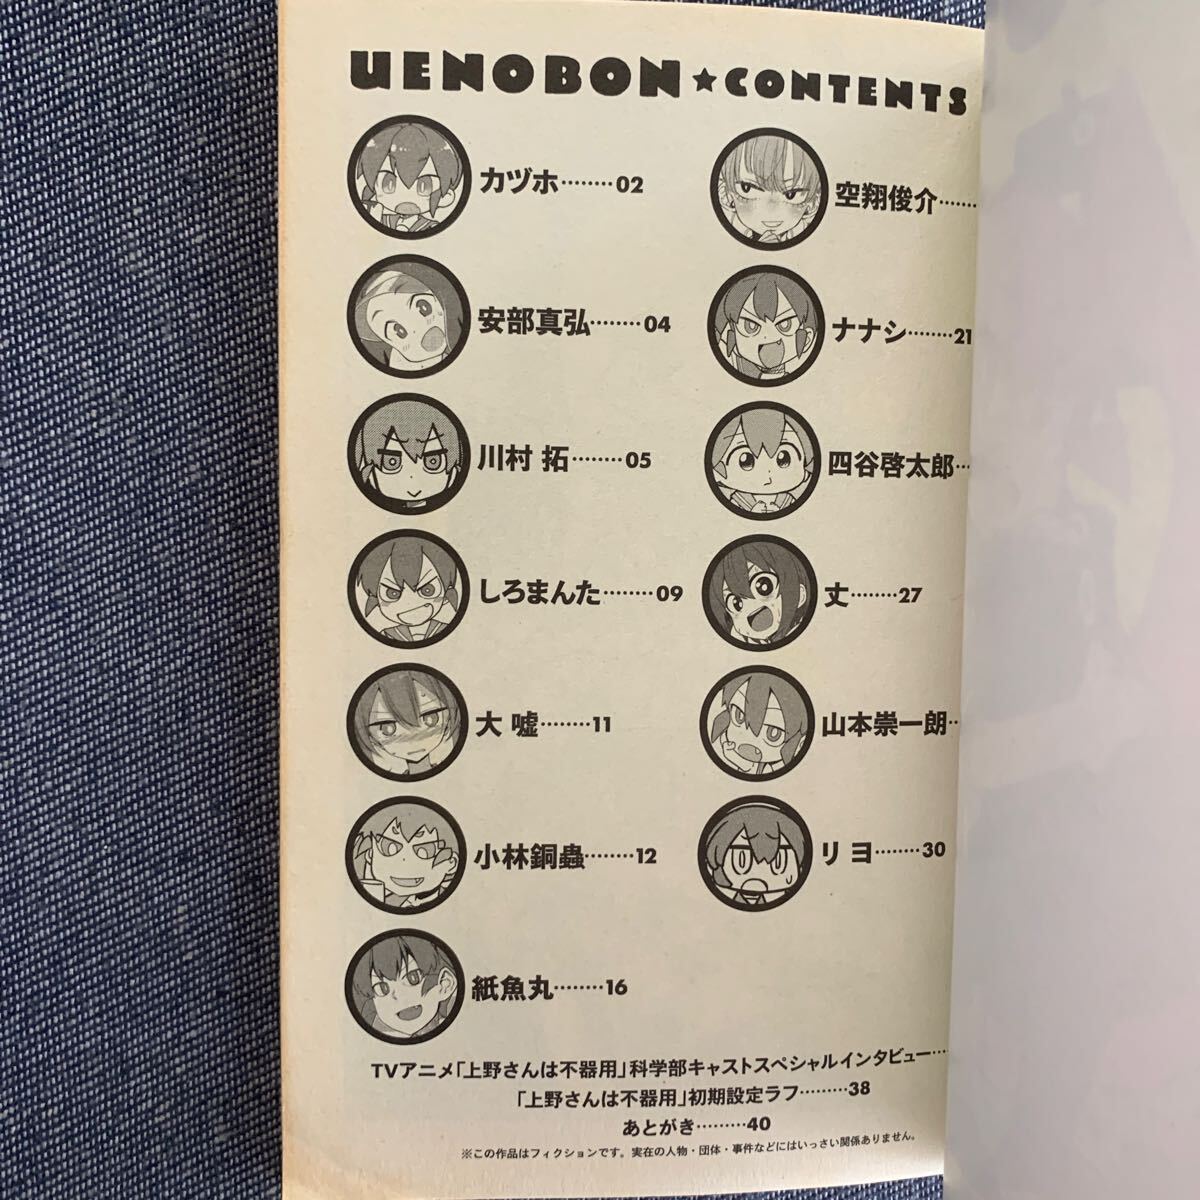 UENOBON★CONTENTS
カヅホ………02
安部真弘………04
川村 拓………05
しろまんた………09
大 嘘………11
小林銅蟲………12
紙魚丸………16
空翔俊介……
ナナシ………21
四谷啓太郎…
丈………27
山本崇一朗…
リヨ………30
TVアニメ「上野さんは不器用」科学部キャストスペシャルインタビュー…
「上野さんは不器用」初期設定ラフ………38
あとがき………40
※この作品はフィクションです。実在の人物・団体・事件などにはいっさい関係ありません。